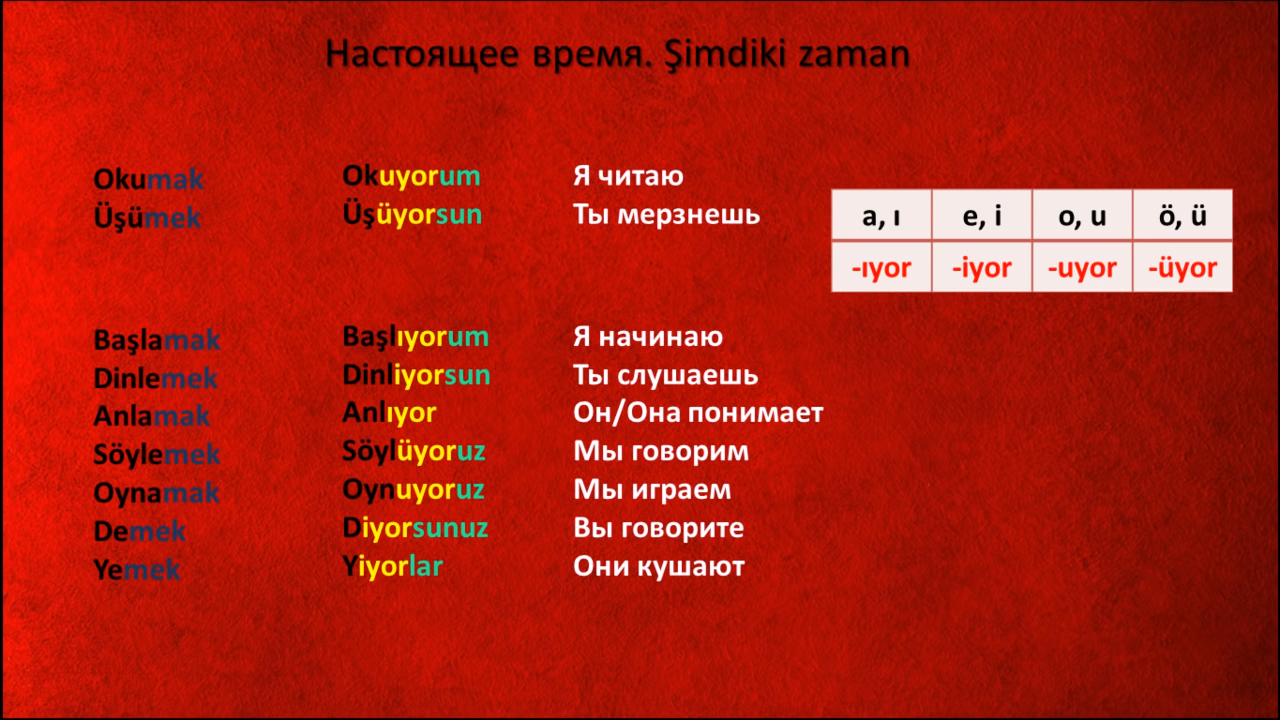 Настоящее время. Şimdiki zaman
Okumak Okuyorum Я читаю
Üşümek Üşüyorsun Ты мерзнешь
a, ı e, i o, u ö, ü
-ıyor -iyor -uyor -üyor
Başlamak Başlıyorum Я начинаю
Dinlemek Dinliyorsun Ты слушаешь
Anlamak Anlıyor Он/Она понимает
Söylemek Söylüyoruz Мы говорим
Oynamak Oynuyoruz Мы играем
Demek Diyorsunuz Вы говорите
Yemek Yiyorlar Они кушают